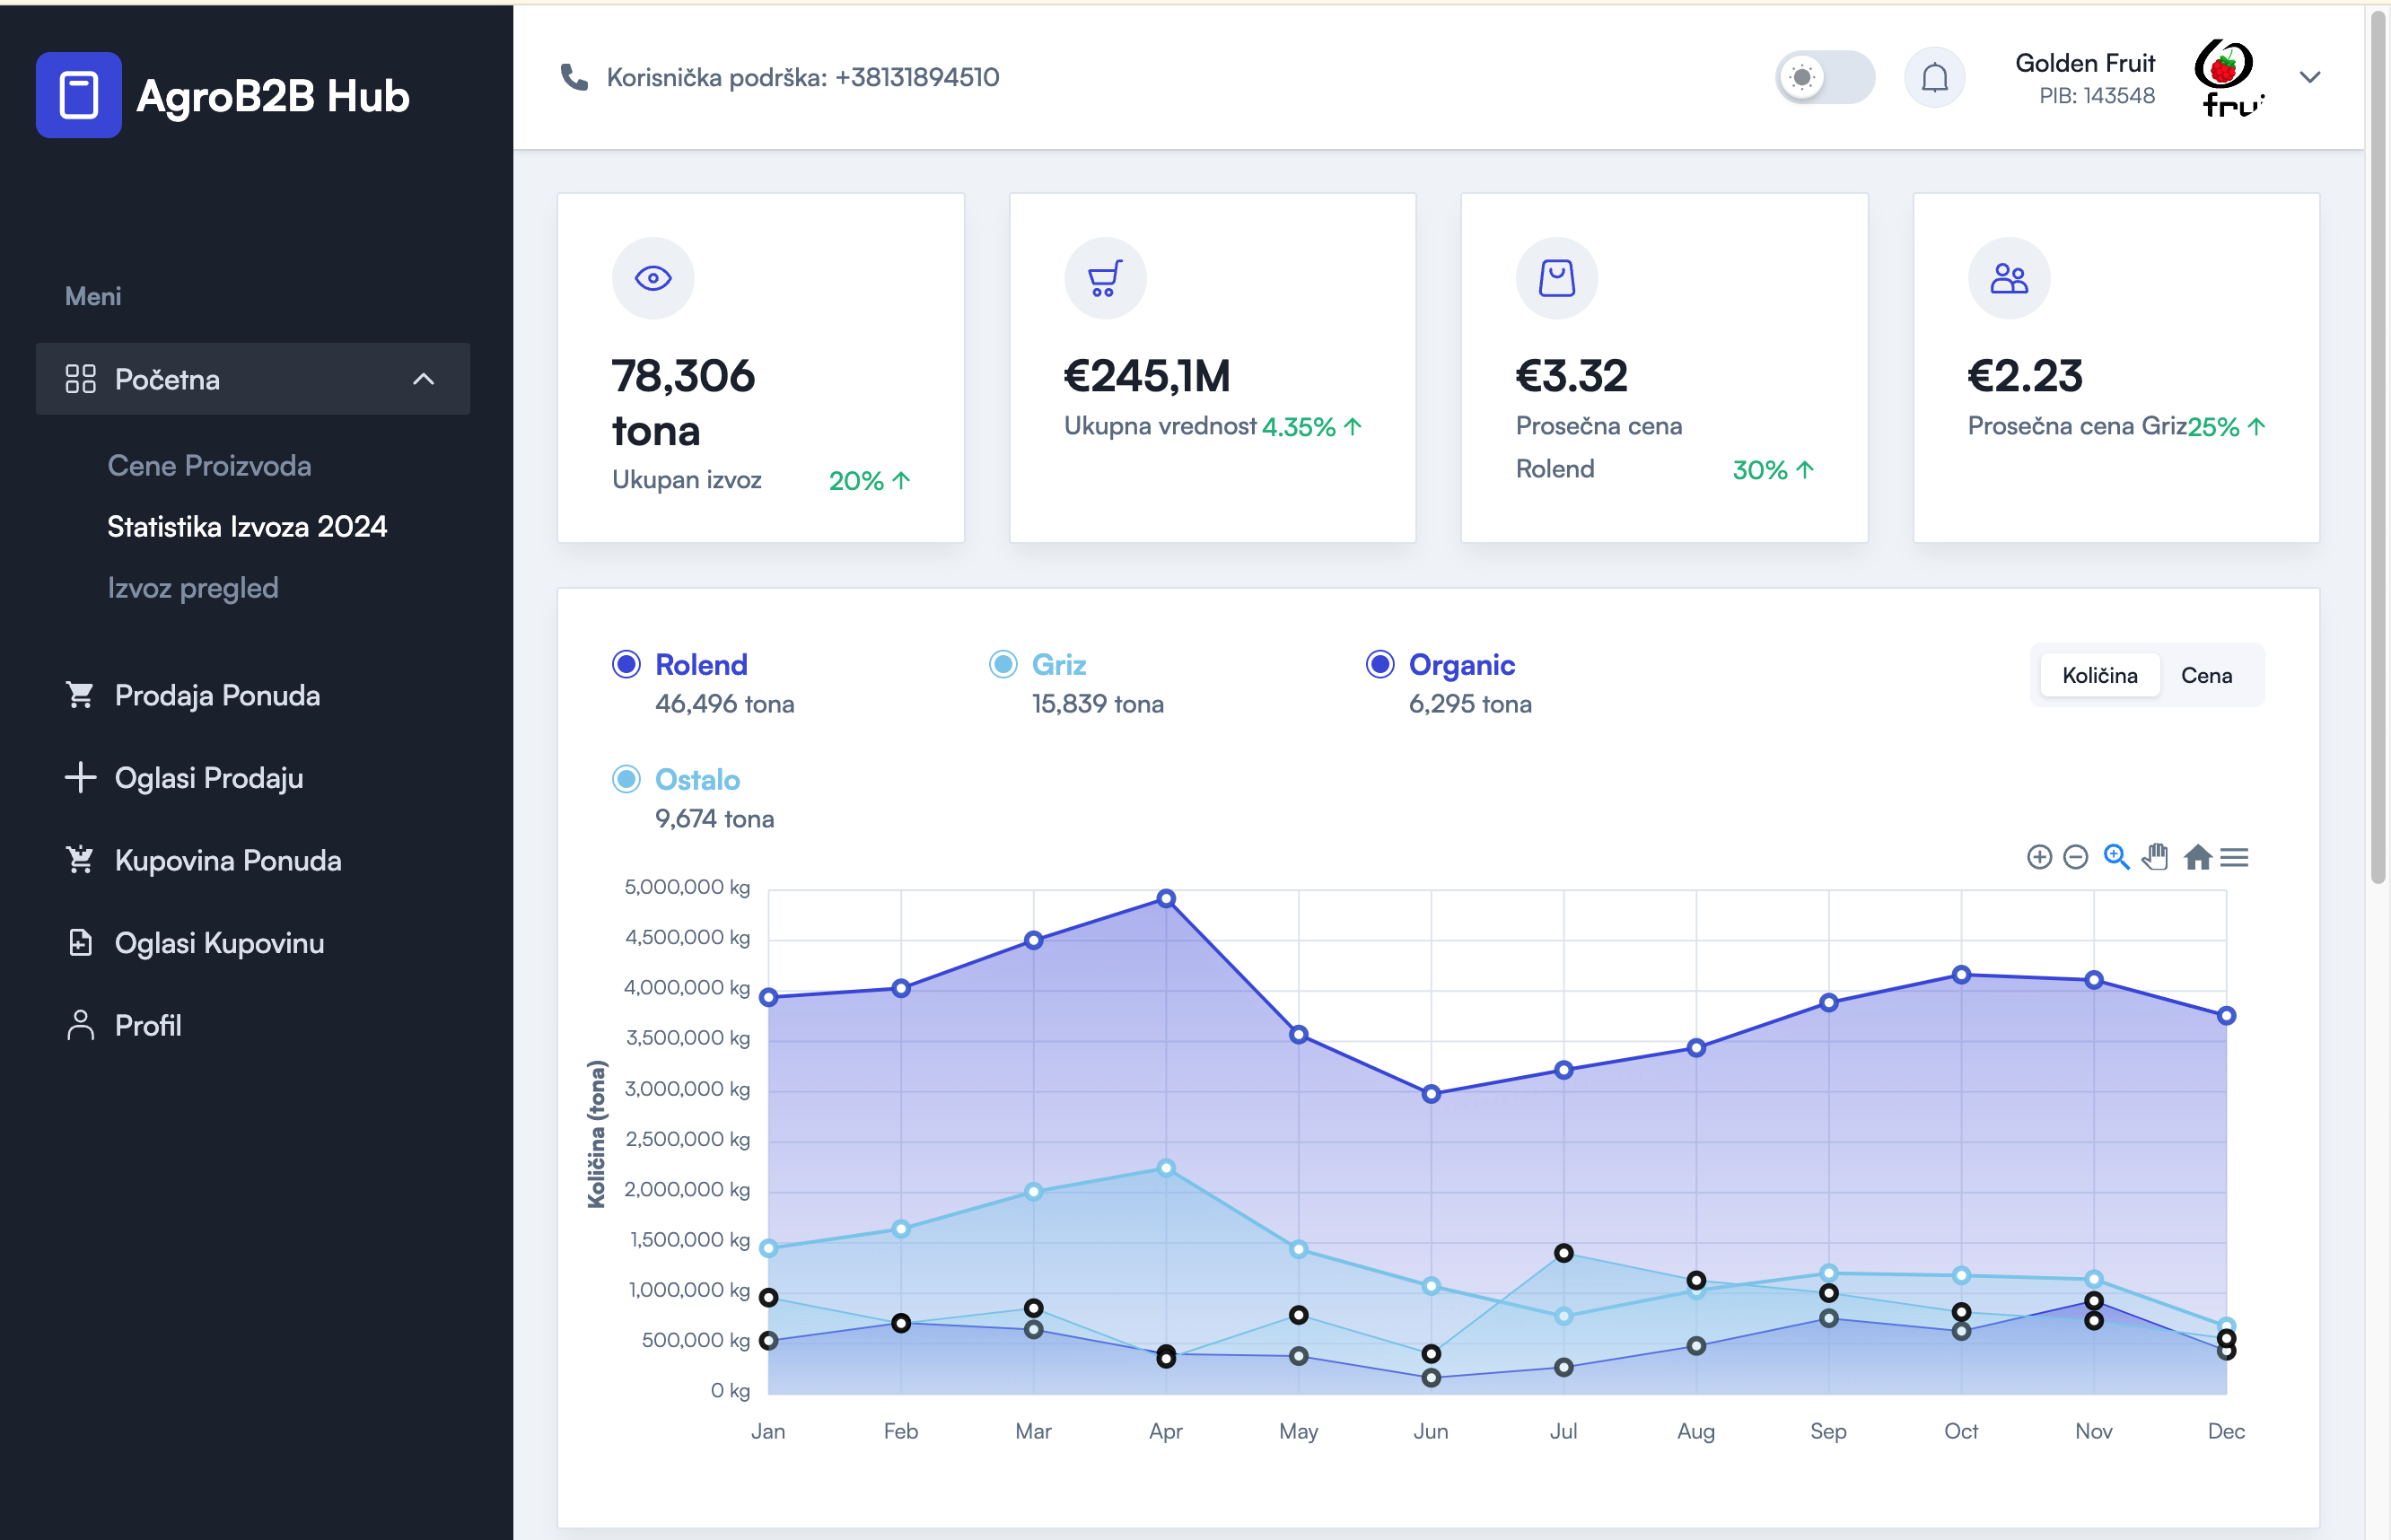 AgroB2B Hub
Meni
Početna
Cene Proizvoda
Statistika Izvoza 2024
Izvoz pregled
Prodaja Ponuda
Oglasi Prodaju
Kupovina Ponuda
Oglasi Kupovinu
Profil
Korisnička podrška: +38131894510
Golden Fruit
PIB: 143548
78,306
tona
Ukupan izvoz 20%
€245,1M
Ukupna vrednost 4.35%
€3.32
Prosečna cena
Rolend 30%
€2.23
Prosečna cena Griz 25%
Rolend
46,496 tona
Griz
15,839 tona
Organic
6,295 tona
Ostalo
9,674 tona
Količina Cena
Količina (tona)
5,000,000 kg
4,500,000 kg
4,000,000 kg
3,500,000 kg
3,000,000 kg
2,500,000 kg
2,000,000 kg
1,500,000 kg
1,000,000 kg
500,000 kg
0 kg
Jan Feb Mar Apr May Jun Jul Aug Sep Oct Nov Dec